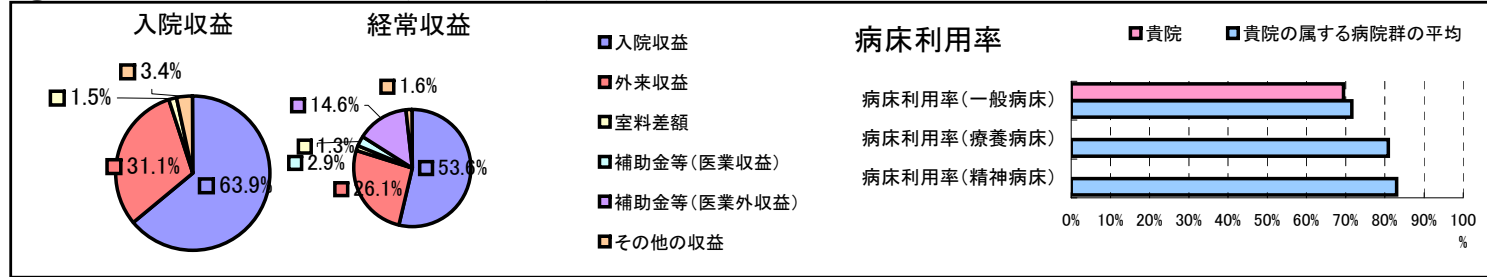 入院収益
3.4%
1.5%
31.1%
63.9%
経常収益
1.6%
14.6%
1.3%
2.9%
26.1%
53.6%
入院収益
外来収益
室料差額
補助金等(医業収益)
補助金等(医業外収益)
その他の収益
病床利用率
貴院
貴院の属する病院群の平均
病床利用率(一般病床)
病床利用率(療養病床)
病床利用率(精神病床)
0% 10% 20% 30% 40% 50% 60% 70% 80% 90% 100
%